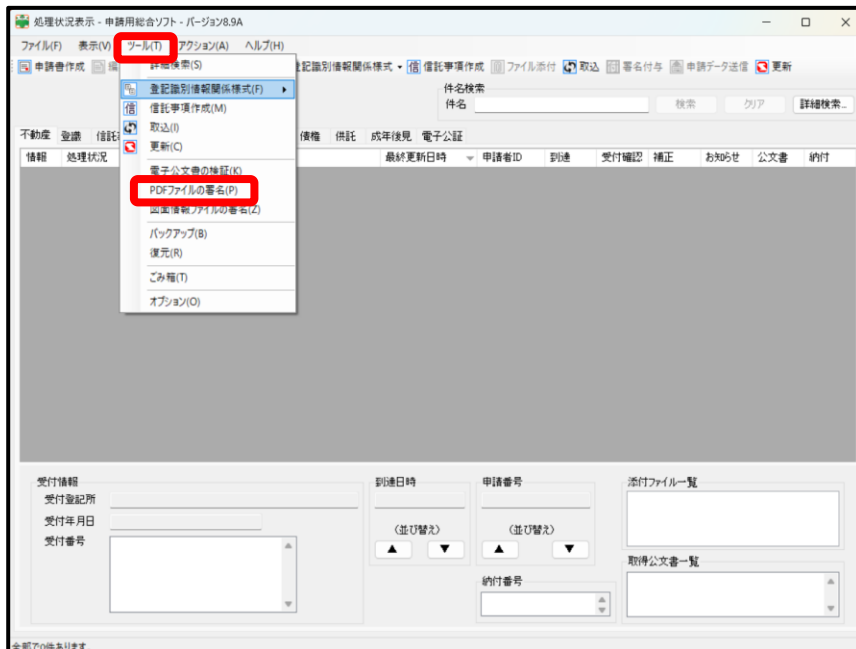 処理状況表示 - 申請用総合ソフト - バージョン8.9A
ファイル(F) 表示(V) ツール(T) アクション(A) ヘルプ(H)
申請書作成 登記識別情報関係様式 信 信託事項作成 ファイル添付 取込 署名付与 申請データ送信 更新
詳細検索(S)
登記識別情報関係様式(F)
信 信託事項作成(M)
取込(I)
更新(C)
電子公文書の検証(K)
PDFファイルの署名(P)
図面情報ファイルの署名(Z)
バックアップ(B)
復元(R)
ごみ箱(T)
オプション(O)
件名検索
件名 検索 クリア 詳細検索...
不動産 登識 信託 債権 供託 成年後見 電子公証
情報 処理状況 最終更新日時 申請者ID 到達 受付確認 補正 お知らせ 公文書 納付
受付情報
受付登記所
受付年月日
受付番号
到達日時
(並び替え)
▲ ▼
申請番号
(並び替え)
▲ ▼
納付番号
添付ファイル一覧
取得公文書一覧
全部で0件あります。